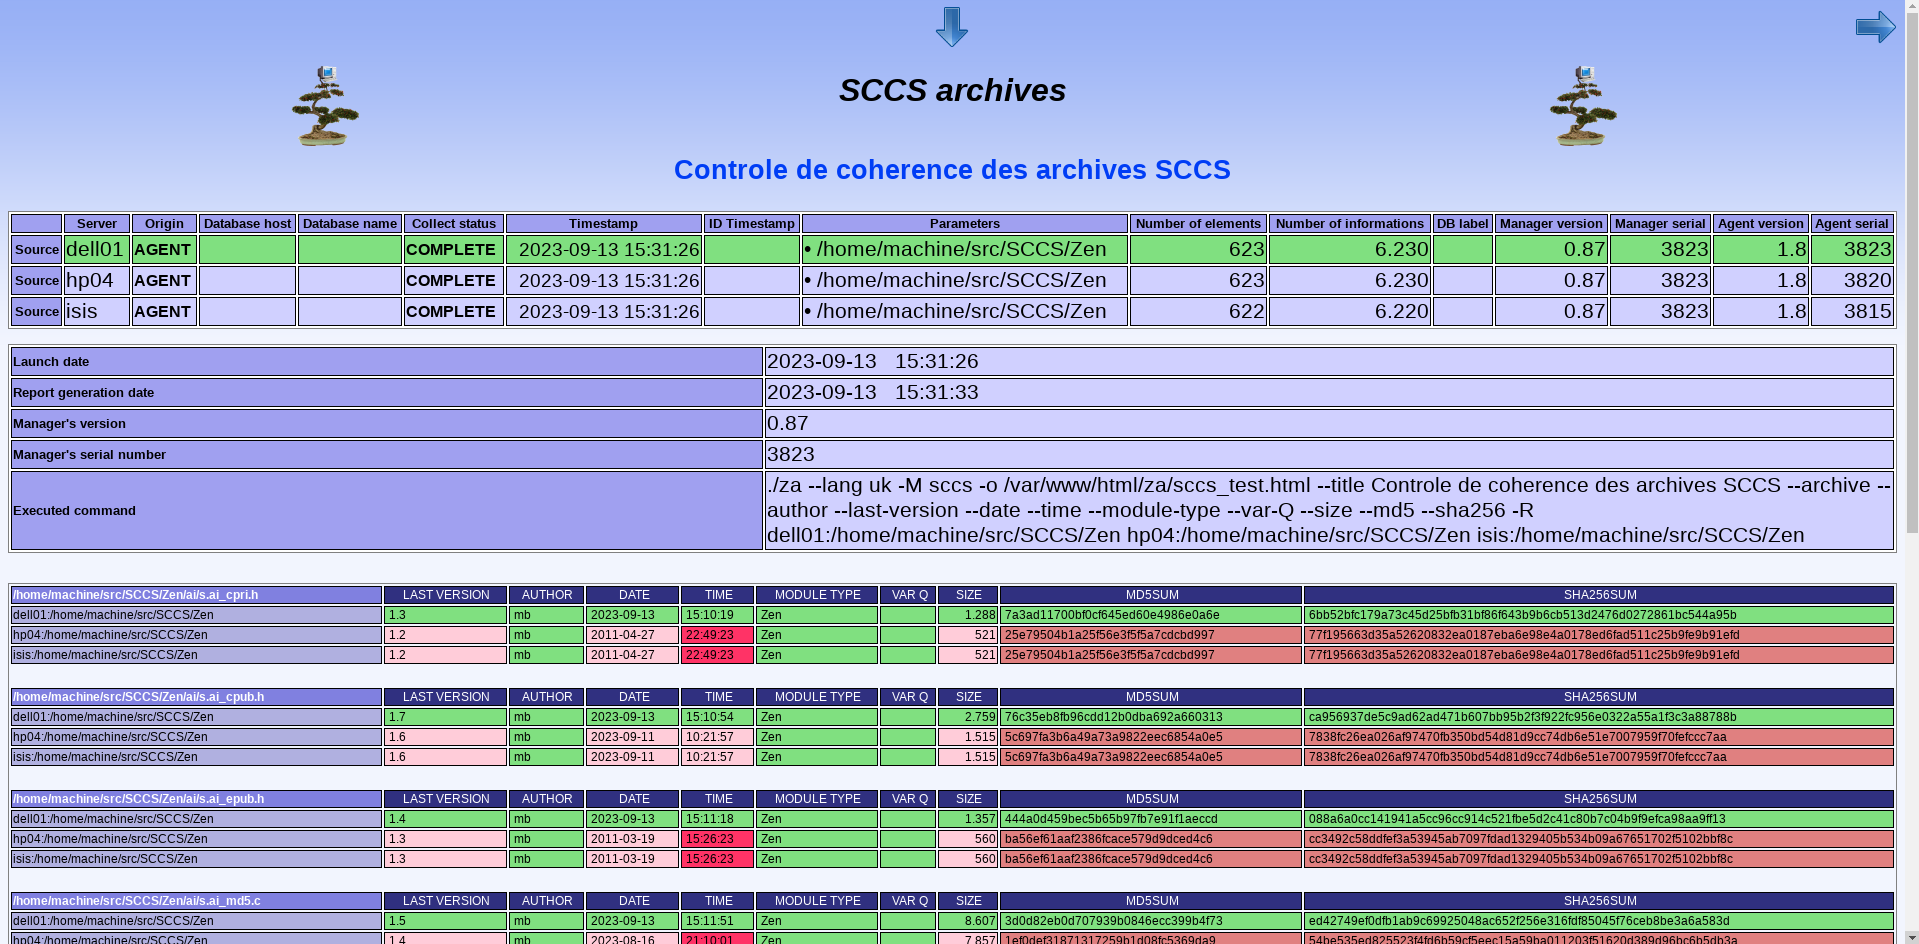 SCCS archives
Controle de coherence des archives SCCS
Server Origin Database host Database name Collect status Timestamp ID Timestamp Parameters Number of elements Number of informations DB label Manager version Manager serial Agent version Agent serial
Source dell01 AGENT COMPLETE 2023-09-13 15:31:26 • /home/machine/src/SCCS/Zen 623 6.230 0.87 3823 1.8 3823
Source hp04 AGENT COMPLETE 2023-09-13 15:31:26 • /home/machine/src/SCCS/Zen 623 6.230 0.87 3823 1.8 3820
Source isis AGENT COMPLETE 2023-09-13 15:31:26 • /home/machine/src/SCCS/Zen 622 6.220 0.87 3823 1.8 3815
Launch date 2023-09-13 15:31:26
Report generation date 2023-09-13 15:31:33
Manager's version 0.87
Manager's serial number 3823
Executed command ./za --lang uk -M sccs -o /var/www/html/za/sccs_test.html --title Controle de coherence des archives SCCS --archive --
author --last-version --date --time --module-type --var-Q --size --md5 --sha256 -R
dell01:/home/machine/src/SCCS/Zen hp04:/home/machine/src/SCCS/Zen isis:/home/machine/src/SCCS/Zen
/home/machine/src/SCCS/Zen/ai/s.ai_cpri.h LAST VERSION AUTHOR DATE TIME MODULE TYPE VAR Q SIZE MD5SUM SHA256SUM
dell01:/home/machine/src/SCCS/Zen 1.3 mb 2023-09-13 15:10:19 Zen 1.288 7a3ad11700bf0cf645ed60e4986e0a6e 6bb52bfc179a73c45d25bfb31bf86f643b9b6cb513d2476d0272861bc544a95b
hp04:/home/machine/src/SCCS/Zen 1.2 mb 2011-04-27 22:49:23 Zen 521 25e79504b1a25f56e3f5f5a7cdcbd997 77f195663d35a52620832ea0187eba6e98e4a0178ed6fad511c25b9fe9b91efd
isis:/home/machine/src/SCCS/Zen 1.2 mb 2011-04-27 22:49:23 Zen 521 25e79504b1a25f56e3f5f5a7cdcbd997 77f195663d35a52620832ea0187eba6e98e4a0178ed6fad511c25b9fe9b91efd
/home/machine/src/SCCS/Zen/ai/s.ai_cpub.h LAST VERSION AUTHOR DATE TIME MODULE TYPE VAR Q SIZE MD5SUM SHA256SUM
dell01:/home/machine/src/SCCS/Zen 1.7 mb 2023-09-13 15:10:54 Zen 2.759 76c35eb8fb96cdd12b0dba692a660313 ca956937de5c9ad62ad471b607bb95b2f3f922fc956e0322a55a1f3c3a88788b
hp04:/home/machine/src/SCCS/Zen 1.6 mb 2023-09-11 10:21:57 Zen 1.515 5c697fa3b6a49a73a9822eec6854a0e5 7838fc26ea026af97470fb350bd54d81d9cc74db6e51e7007959f70fefccc7aa
isis:/home/machine/src/SCCS/Zen 1.6 mb 2023-09-11 10:21:57 Zen 1.515 5c697fa3b6a49a73a9822eec6854a0e5 7838fc26ea026af97470fb350bd54d81d9cc74db6e51e7007959f70fefccc7aa
/home/machine/src/SCCS/Zen/ai/s.ai_epub.h LAST VERSION AUTHOR DATE TIME MODULE TYPE VAR Q SIZE MD5SUM SHA256SUM
dell01:/home/machine/src/SCCS/Zen 1.4 mb 2023-09-13 15:11:18 Zen 1.357 444a0d459bec5b65b97fb7e91f1aeccd 088a6a0cc141941a5cc96cc914c521fbe5d2c41c80b7c04b9f9efca98aa9ff13
hp04:/home/machine/src/SCCS/Zen 1.3 mb 2011-03-19 15:26:23 Zen 560 ba56ef61aaf2386fcace579d9dced4c6 cc3492c58ddfef3a53945ab7097fdad1329405b534b09a67651702f5102bbf8c
isis:/home/machine/src/SCCS/Zen 1.3 mb 2011-03-19 15:26:23 Zen 560 ba56ef61aaf2386fcace579d9dced4c6 cc3492c58ddfef3a53945ab7097fdad1329405b534b09a67651702f5102bbf8c
/home/machine/src/SCCS/Zen/ai/s.ai_md5.c LAST VERSION AUTHOR DATE TIME MODULE TYPE VAR Q SIZE MD5SUM SHA256SUM
dell01:/home/machine/src/SCCS/Zen 1.5 mb 2023-09-13 15:11:51 Zen 8.607 3d0d82eb0d707939b0846ecc399b4f73 ed42749ef0dfb1ab9c69925048ac652f256e316fdf85045f76ceb8be3a6a583d
hp04:/home/machine/src/SCCS/Zen 1.4 mb 2023-08-16 21:10:01 Zen 7.857 1ef0def31871317259b1d08fc5369da9 54be535ed825523f4fd6b59cf5eec15a59ba011203f51620d389d96bc6b5db3a